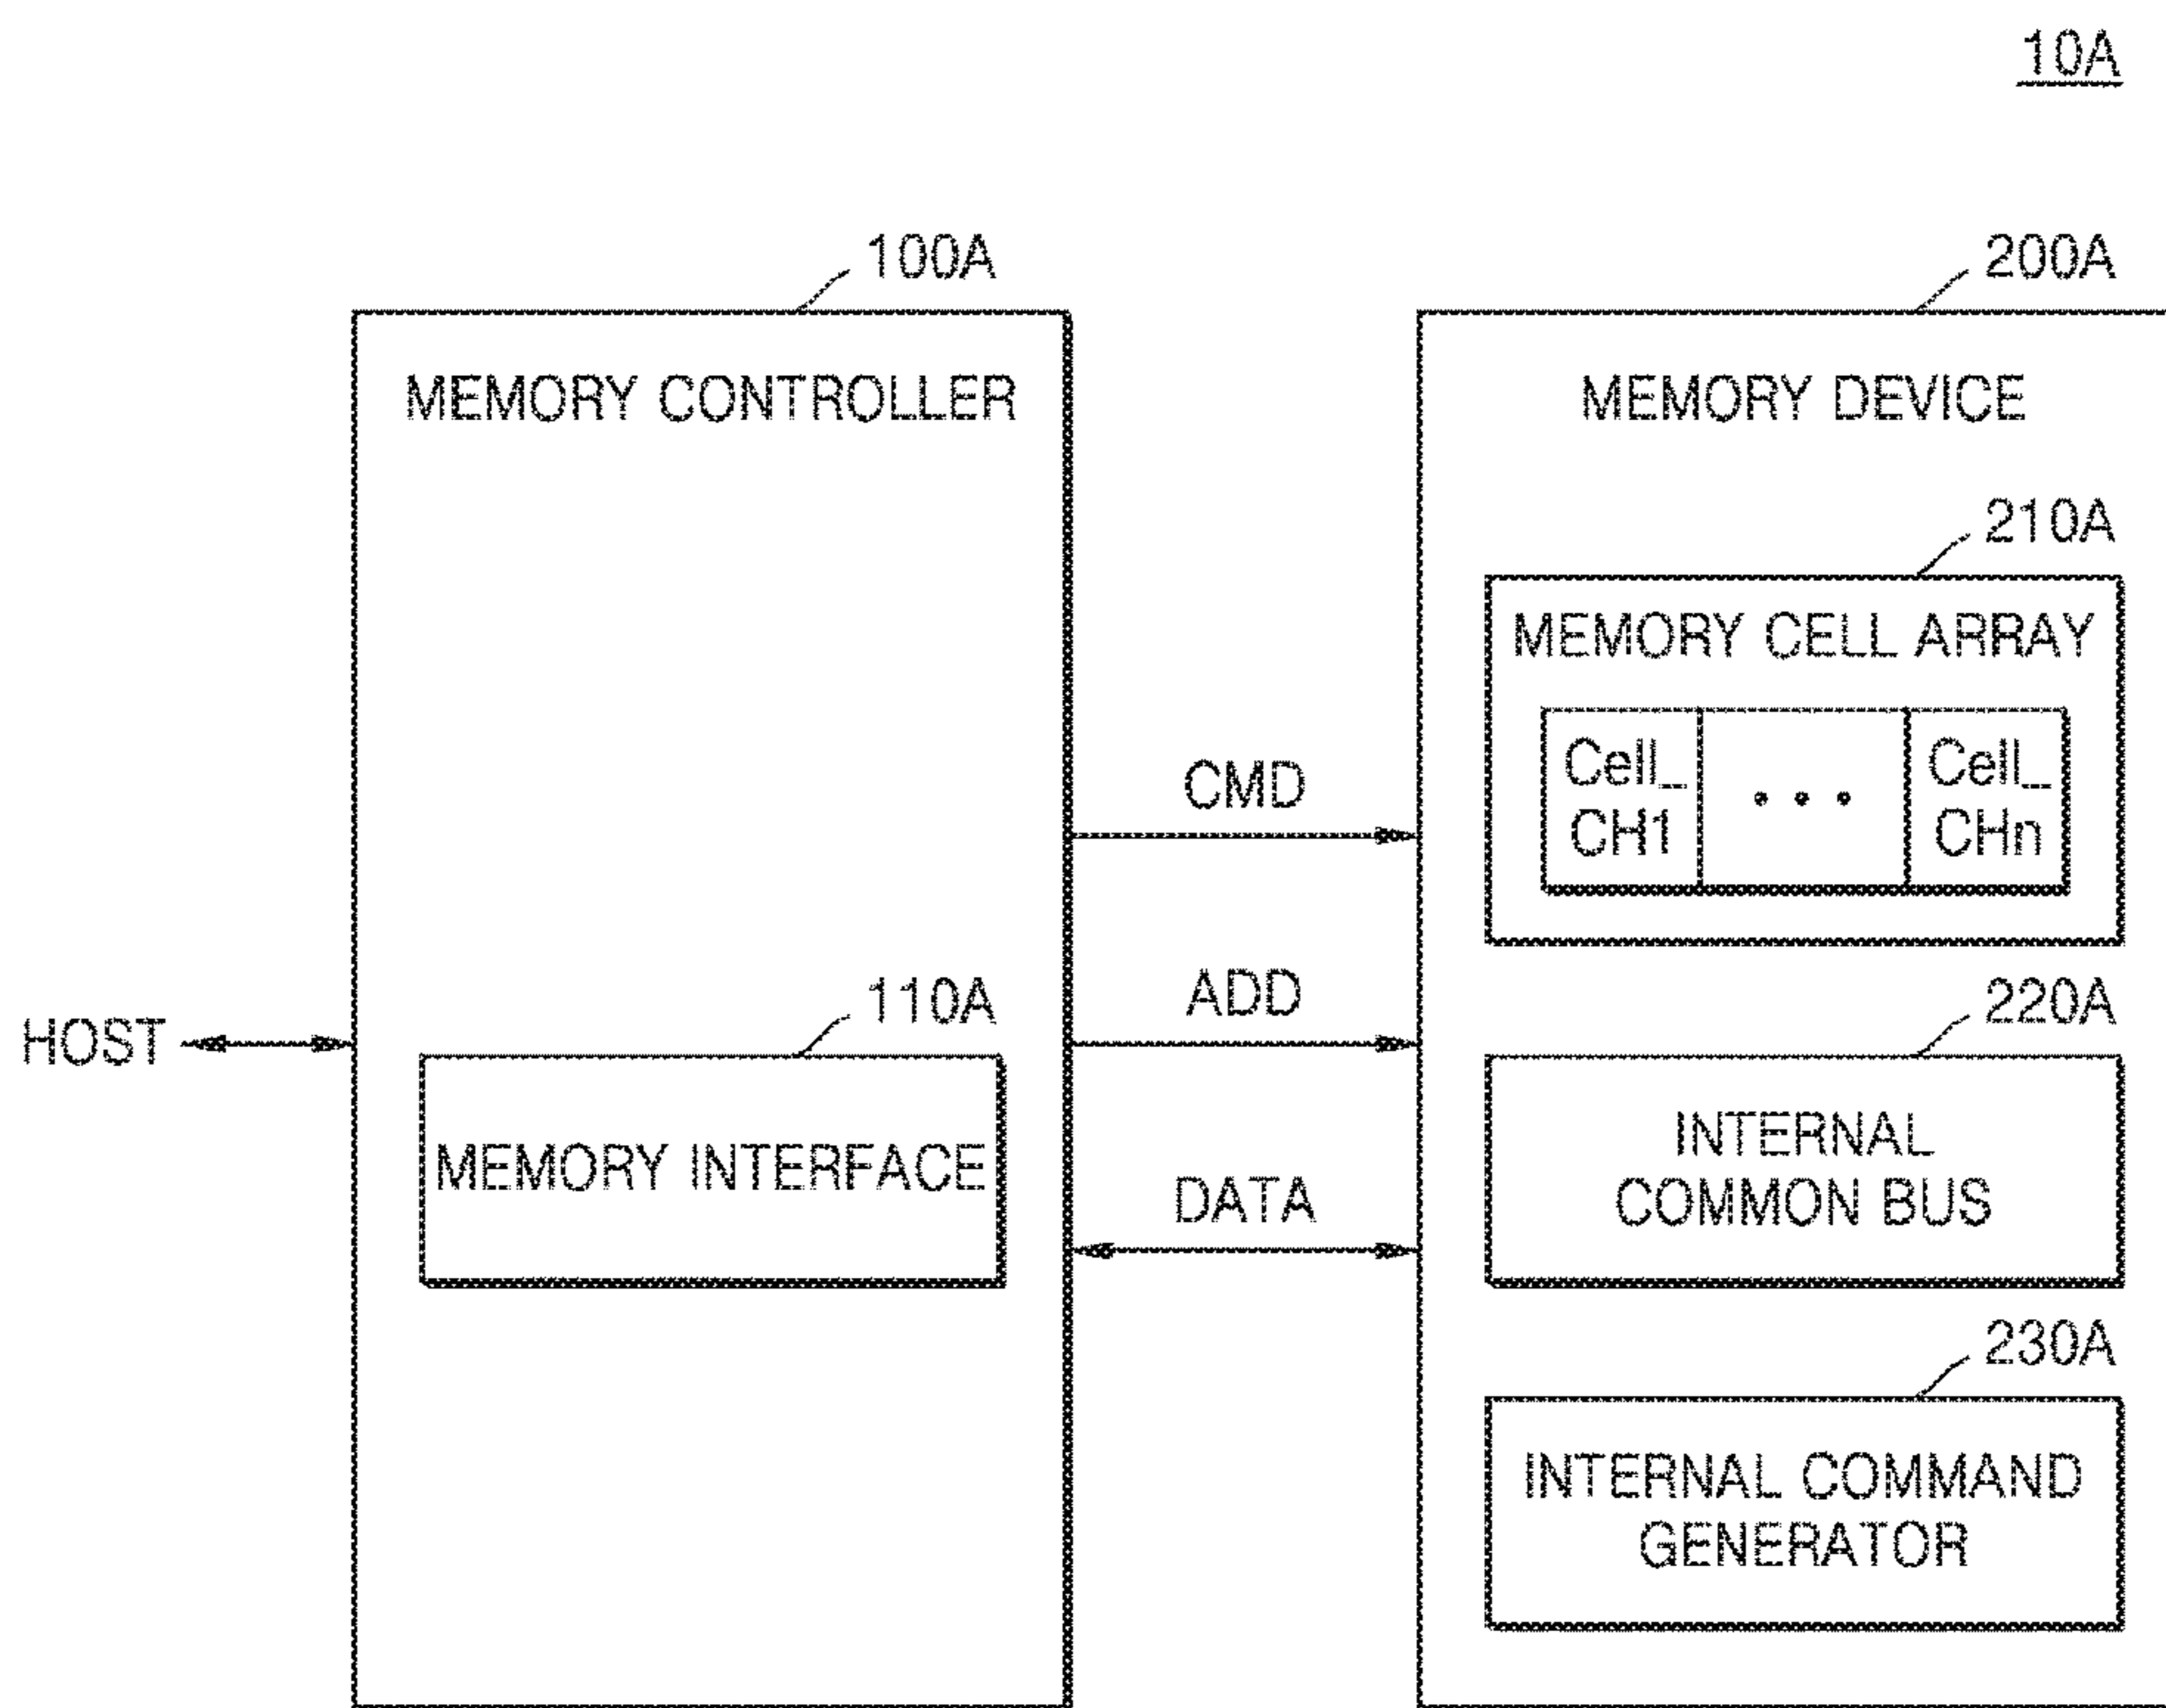 10A
100A
MEMORY CONTROLLER
HOST
110A
MEMORY INTERFACE
CMD
ADD
DATA
200A
MEMORY DEVICE
210A
MEMORY CELL ARRAY
Cell_
CH1
• • •
Cell_
CHn
220A
INTERNAL
COMMON BUS
230A
INTERNAL COMMAND
GENERATOR